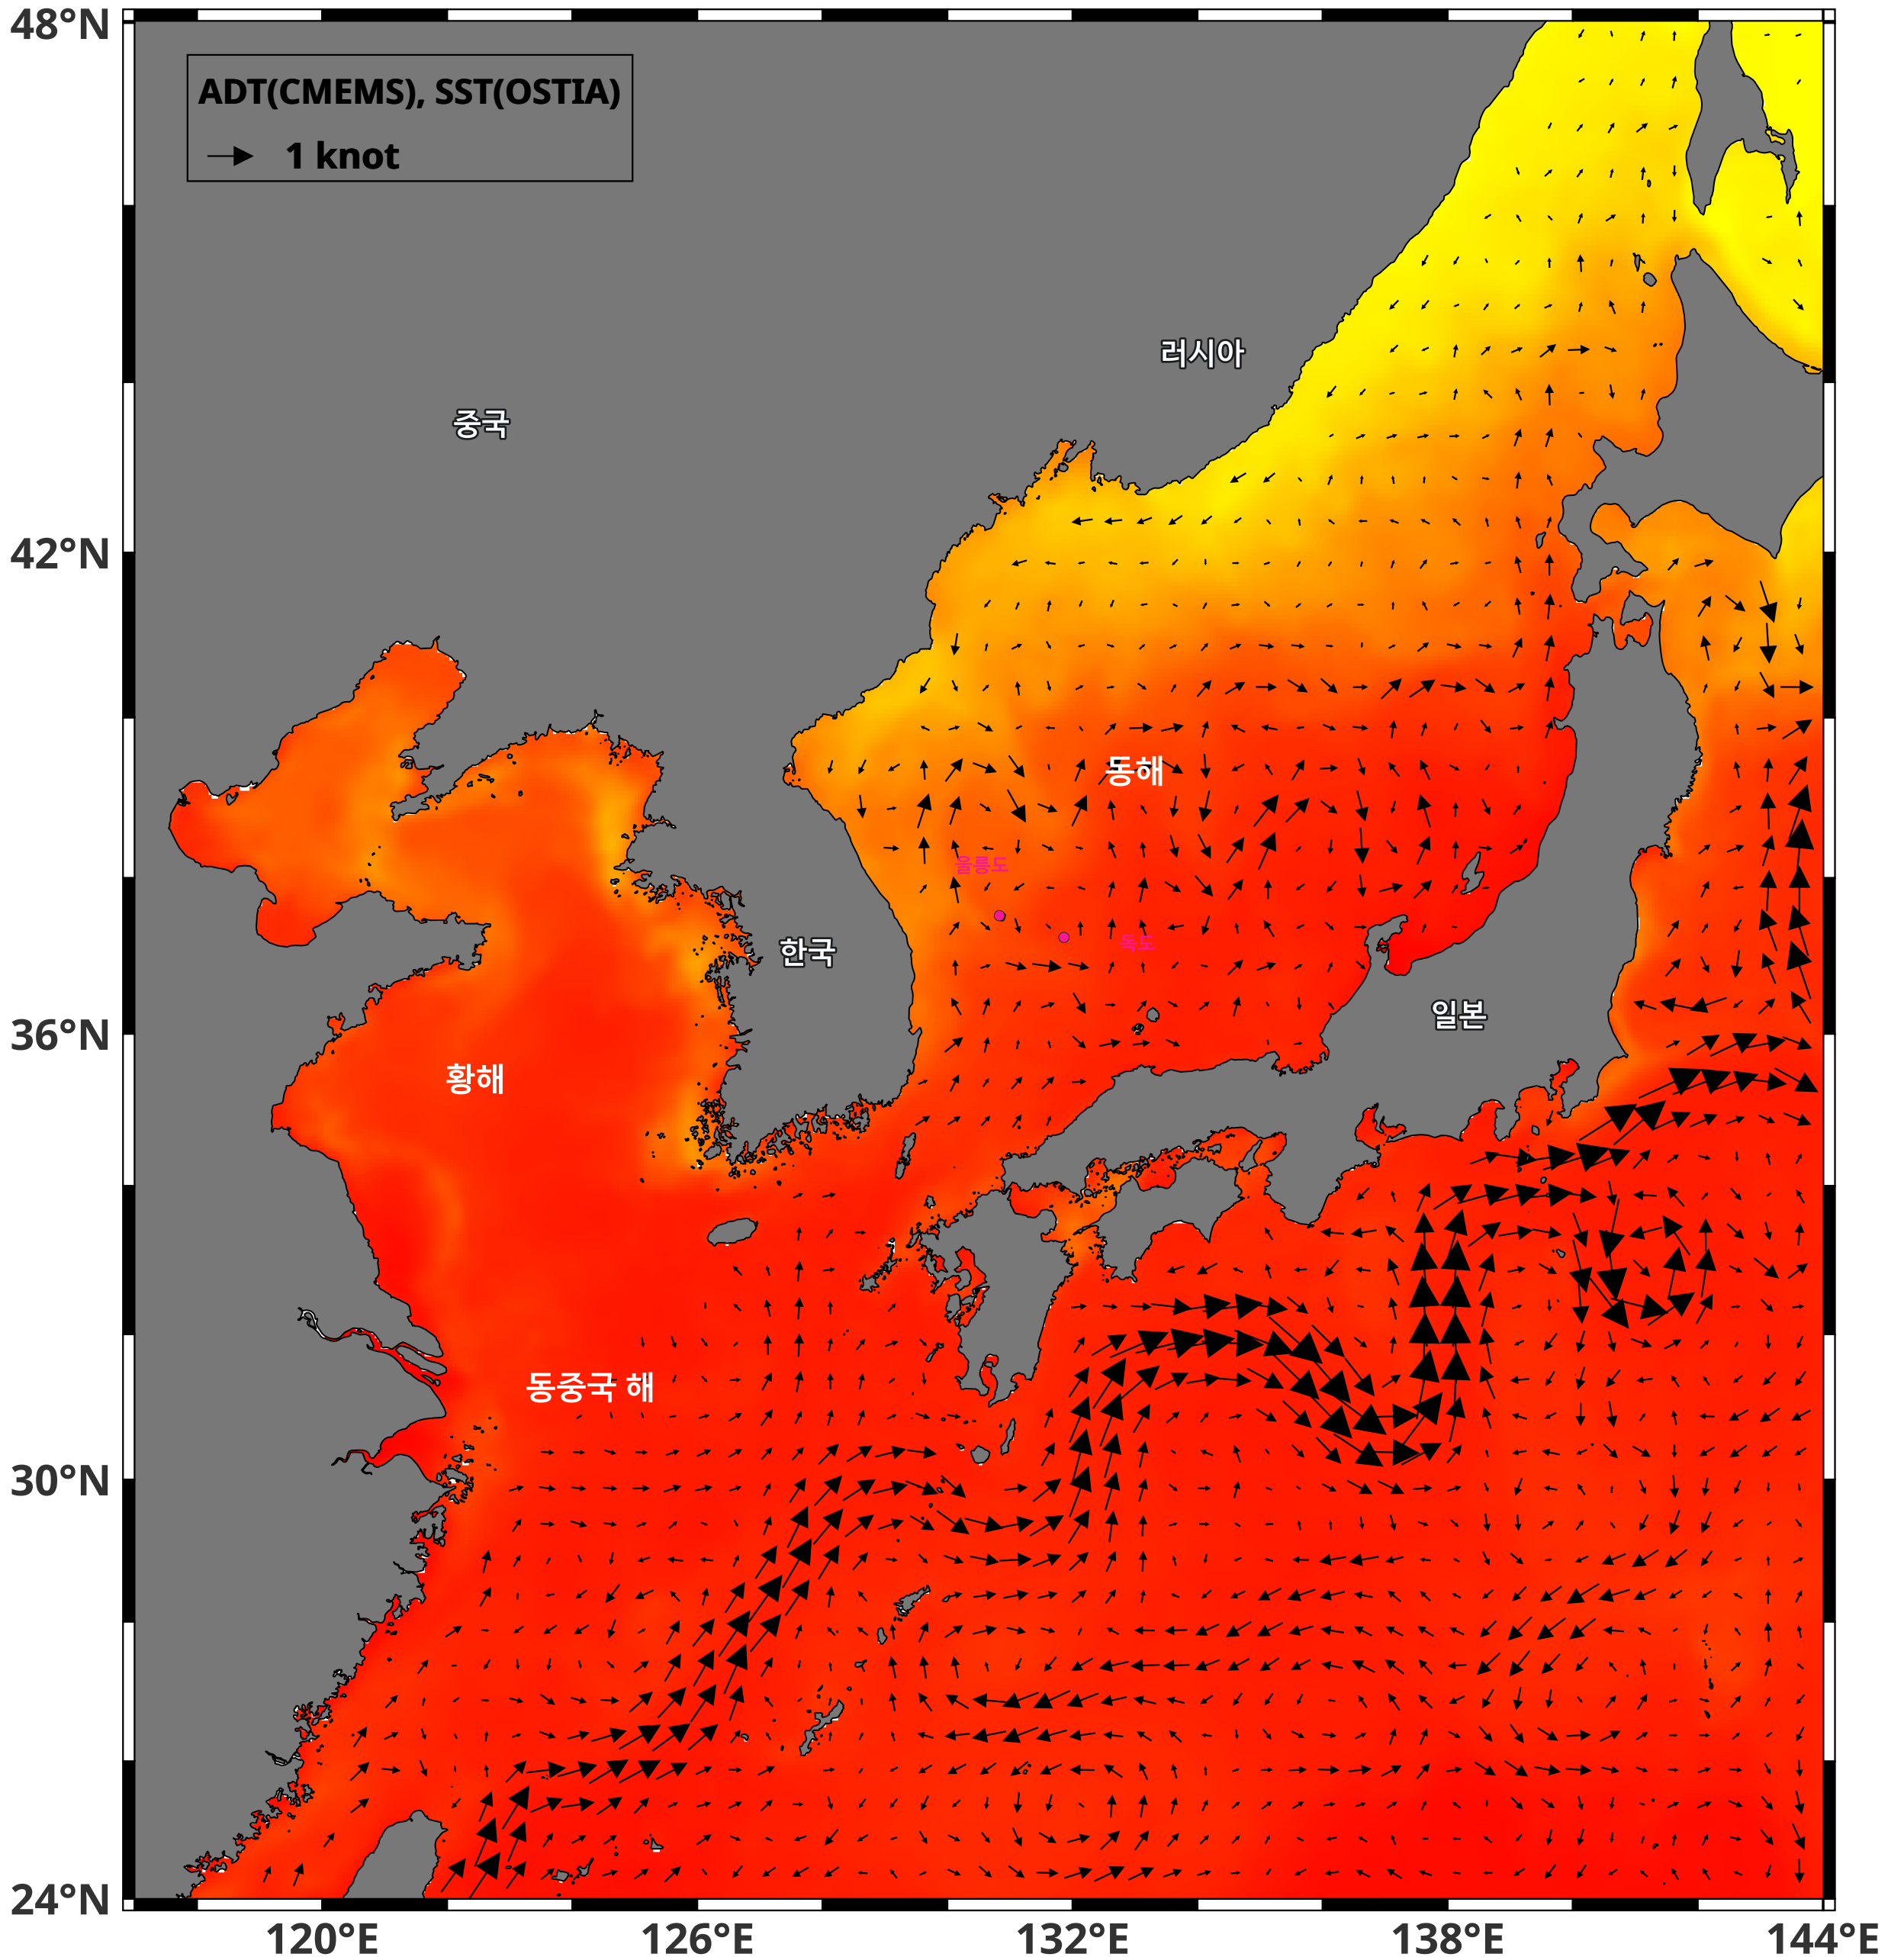 48°N
ADT(CMEMS), SST(OSTIA)
1 knot
러시아
중국
42°N
동해
울릉도
독도
한국
일본
36°N
황해
동중국 해
30°N
24°N
120°E
126°E
132°E
138°E
144°E